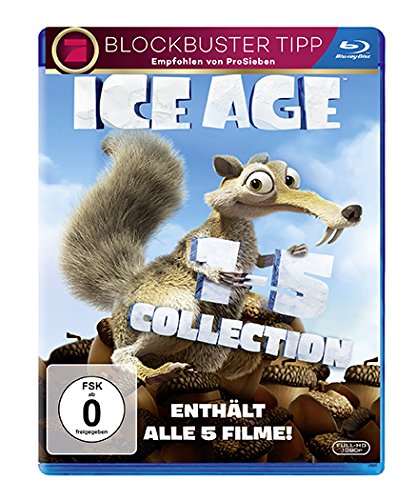 BLOCKBUSTER TIPP
Empfohlen von ProSieben
Blu-ray Disc
ICE AGE™
1-5
COLLECTION
FSK
ab
0
freigegeben
ENTHÄLT
ALLE 5 FILME!
FULL-HD
1080P